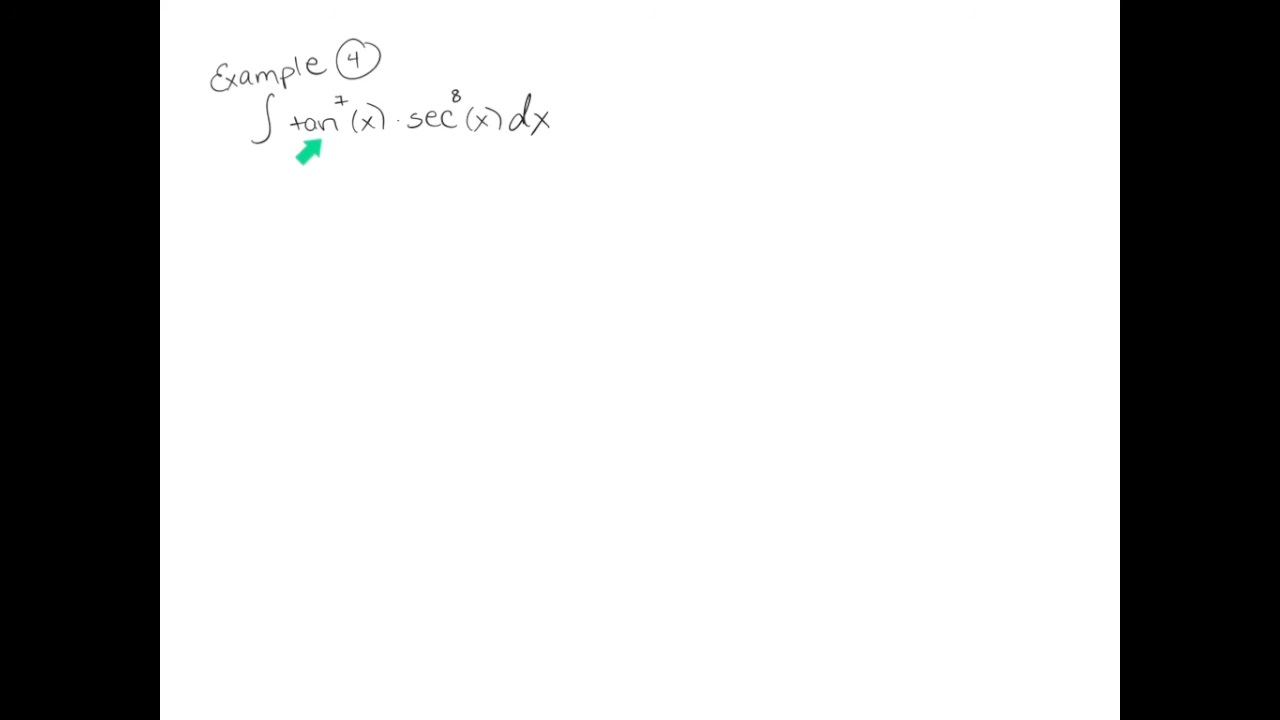 Example ④
∫ tan⁷(x) · sec⁸(x) dx